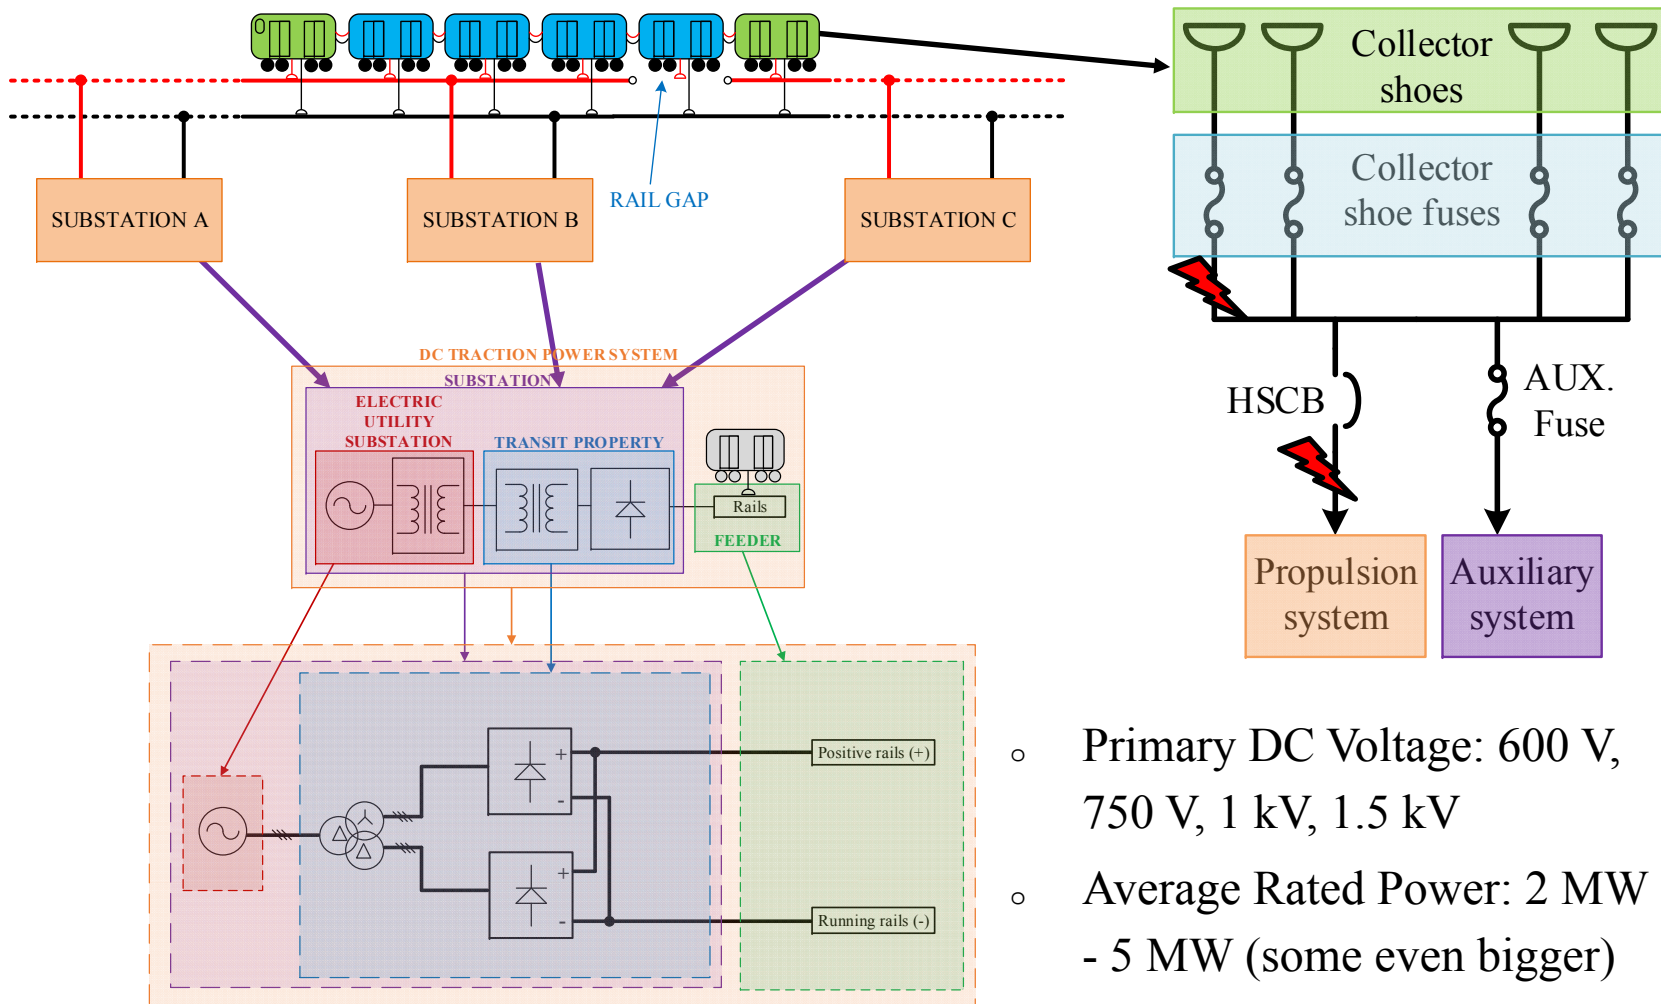 RAIL GAP
SUBSTATION A
SUBSTATION B
SUBSTATION C
DC TRACTION POWER SYSTEM
SUBSTATION
ELECTRIC
UTILITY
SUBSTATION
TRANSIT PROPERTY
Rails
FEEDER
+
-
Positive rails (+)
+
-
Running rails (-)
Collector
shoes
Collector
shoe fuses
HSCB
AUX.
Fuse
Propulsion
system
Auxiliary
system
○ Primary DC Voltage: 600 V,
750 V, 1 kV, 1.5 kV
○ Average Rated Power: 2 MW
- 5 MW (some even bigger)